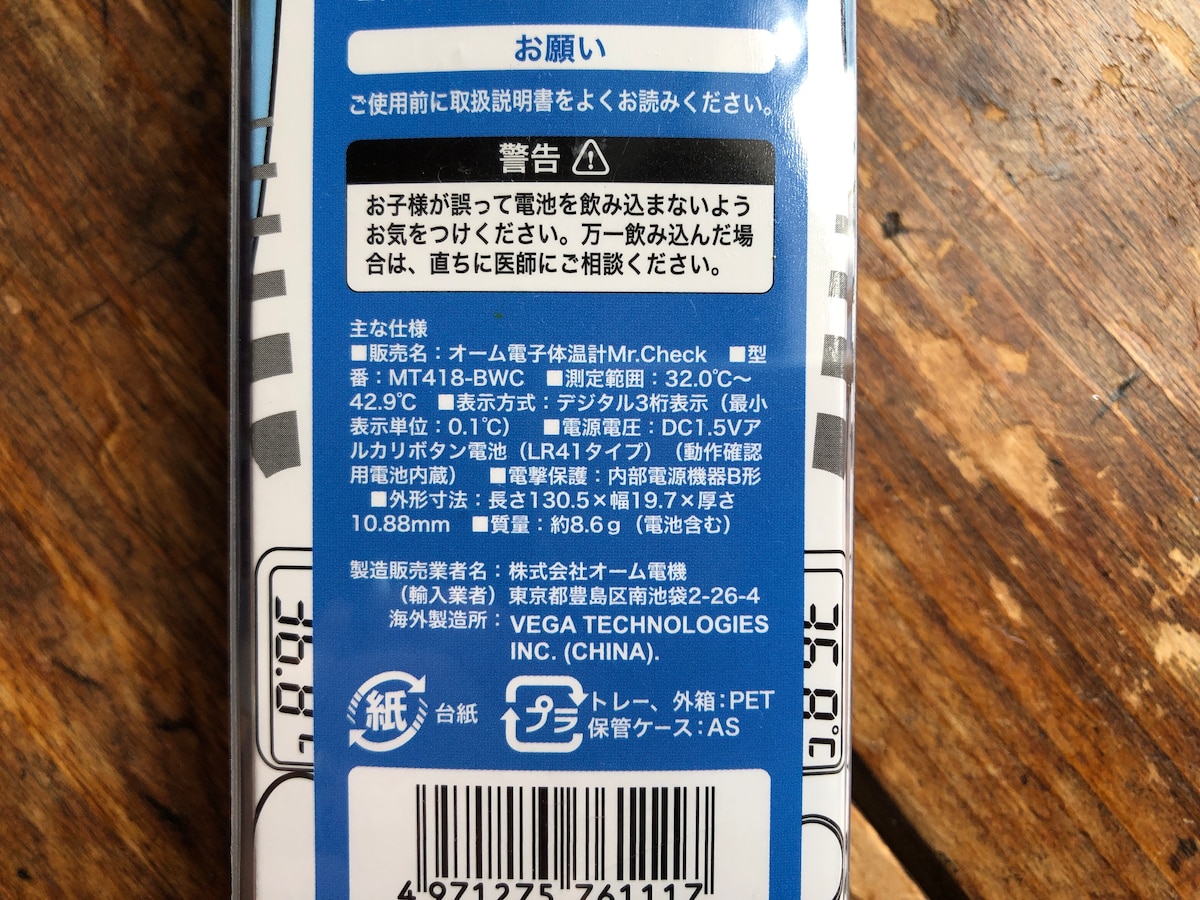 お願い
ご使用前に取扱説明書をよくお読みください。
警告
お子様が誤って電池を飲み込まないよう
お気をつけください。万一飲み込んだ場
合は、直ちに医師にご相談ください。
主な仕様
■販売名：オーム電子体温計Mr.Check ■型
番：MT418-BWC ■測定範囲：32.0℃～
42.9℃ ■表示方式：デジタル3桁表示（最小
表示単位：0.1℃） ■電源電圧：DC1.5Vア
ルカリボタン電池（LR41タイプ）（動作確認
用電池内蔵） ■電撃保護：内部電源機器B形
■外形寸法：長さ130.5×幅19.7×厚さ
10.88mm ■質量：約8.6g（電池含む）
製造販売業者名：株式会社オーム電機
（輸入業者）東京都豊島区南池袋2-26-4
海外製造所：VEGA TECHNOLOGIES
INC. (CHINA).
紙 台紙
プラ トレー、外箱：PET
保管ケース：AS
36.8℃
36.8℃
4 971275 761117